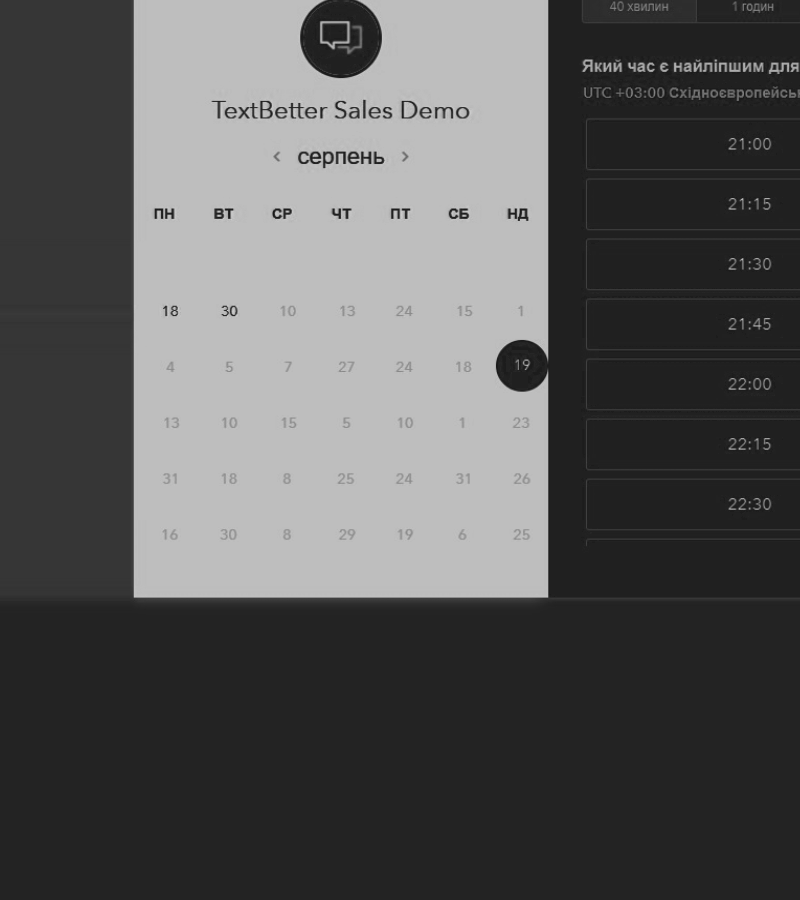 TextBetter Sales Demo
серпень
ПН ВТ СР ЧТ ПТ СБ НД
18 30 10 13 24 15 1
4 5 7 27 24 18 19
13 10 15 5 10 1 23
31 18 8 25 24 31 26
16 30 8 29 19 6 25
40 хвилин 1 годин
Який час є найліпшим для
UTC +03:00
21:00
21:15
21:30
21:45
22:00
22:15
22:30